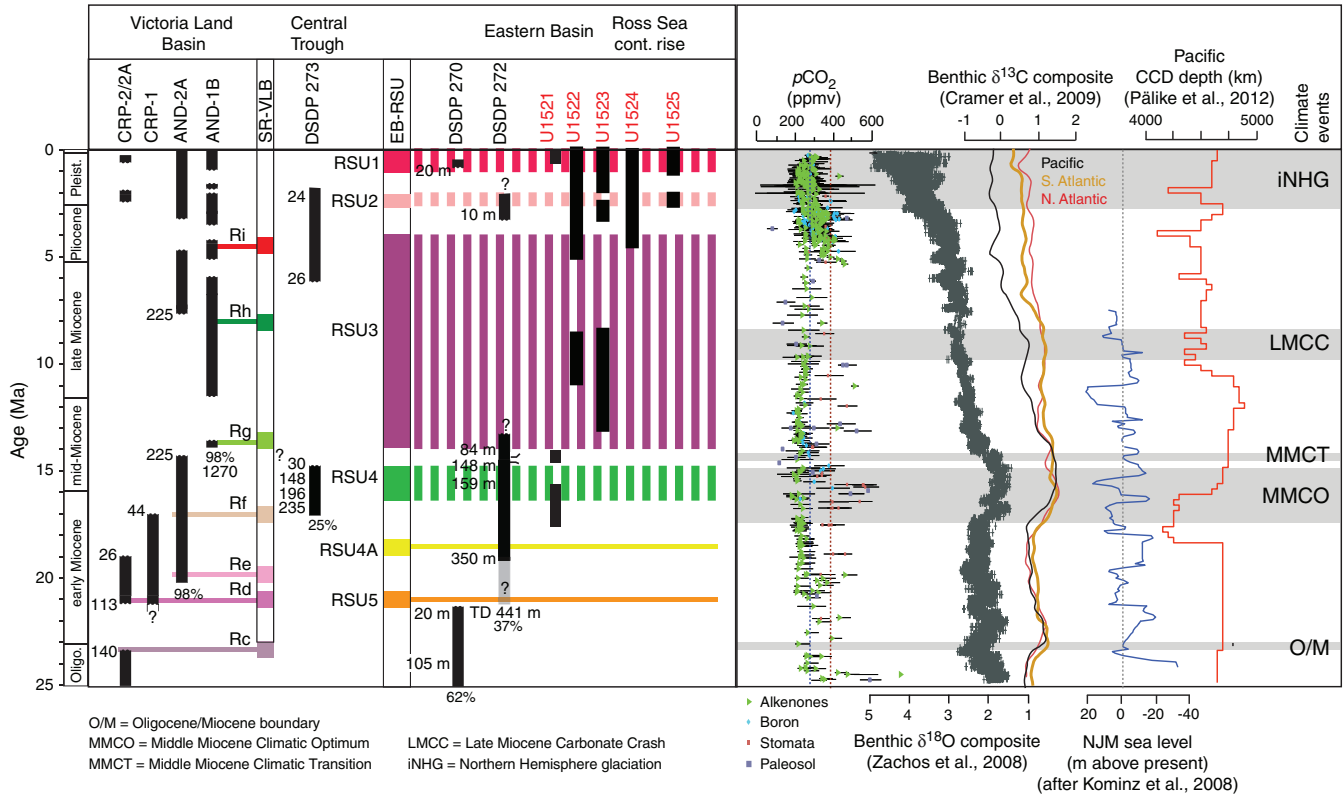 Victoria Land
Basin
Central
Trough
Eastern Basin
Ross Sea
cont. rise
CRP-2/2A
CRP-1
AND-2A
AND-1B
SR-VLB
DSDP 273
EB-RSU
DSDP 270
DSDP 272
U1521
U1522
U1523
U1524
U1525
pCO2
(ppmv)
0 200 400 600
Benthic δ13C composite
(Cramer et al., 2009)
-1 0 1 2
Pacific
CCD depth (km)
(Pälike et al., 2012)
4000 5000
Climate
events
Age (Ma)
0
5
10
15
20
25
Pleist.
Pliocene
late Miocene
mid-Miocene
early Miocene
Oligo.
Ri
Rh
Rg
Rf
Re
Rd
Rc
225
225
98%
1270
44
26
113
?
98%
140
24
26
?
30
148
196
235
25%
RSU1
RSU2
RSU3
RSU4
RSU4A
RSU5
20 m
?
10 m
?
84 m
148 m
159 m
350 m
?
20 m
TD 441 m
37%
105 m
62%
Pacific
S. Atlantic
N. Atlantic
iNHG
LMCC
MMCT
MMCO
O/M
O/M = Oligocene/Miocene boundary
MMCO = Middle Miocene Climatic Optimum
MMCT = Middle Miocene Climatic Transition
LMCC = Late Miocene Carbonate Crash
iNHG = Northern Hemisphere glaciation
Alkenones
Boron
Stomata
Paleosol
5 4 3 2 1
Benthic δ18O composite
(Zachos et al., 2008)
20 0 -20 -40
NJM sea level
(m above present)
(after Kominz et al., 2008)